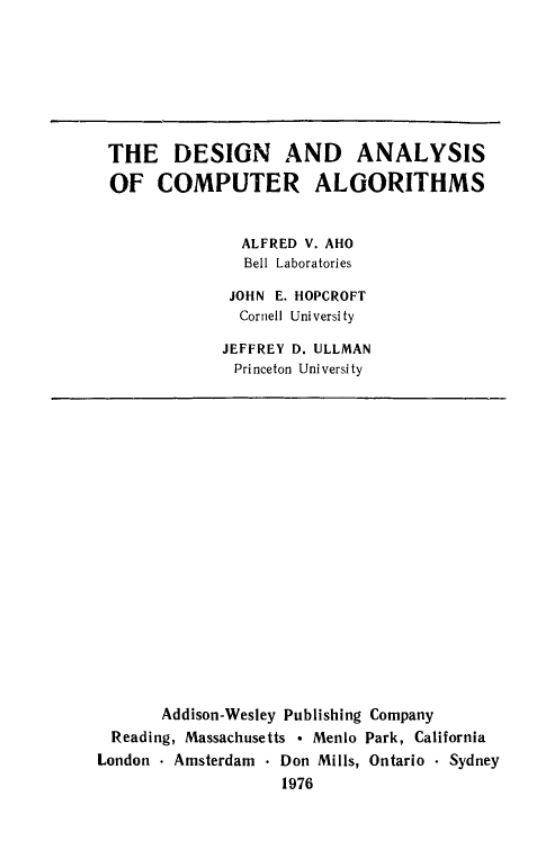 THE DESIGN AND ANALYSIS
OF COMPUTER ALGORITHMS
ALFRED V. AHO
Bell Laboratories
JOHN E. HOPCROFT
Cornell University
JEFFREY D. ULLMAN
Princeton University
Addison-Wesley Publishing Company
Reading, Massachusetts • Menlo Park, California
London · Amsterdam · Don Mills, Ontario · Sydney
1976